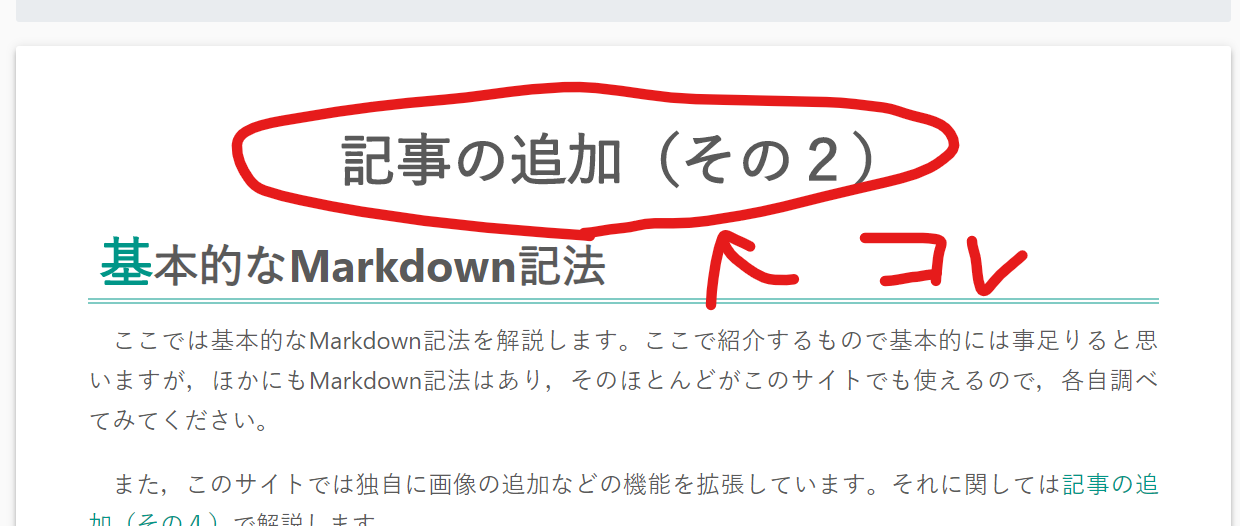 記事の追加（その２）
基本的なMarkdown記法
← コレ
　ここでは基本的なMarkdown記法を解説します。ここで紹介するもので基本的には事足りると思
いますが，ほかにもMarkdown記法はあり，そのほとんどがこのサイトでも使えるので，各自調べ
てみてください。
　また，このサイトでは独自に画像の追加などの機能を拡張しています。それに関しては記事の追
加（その４）で解説します。